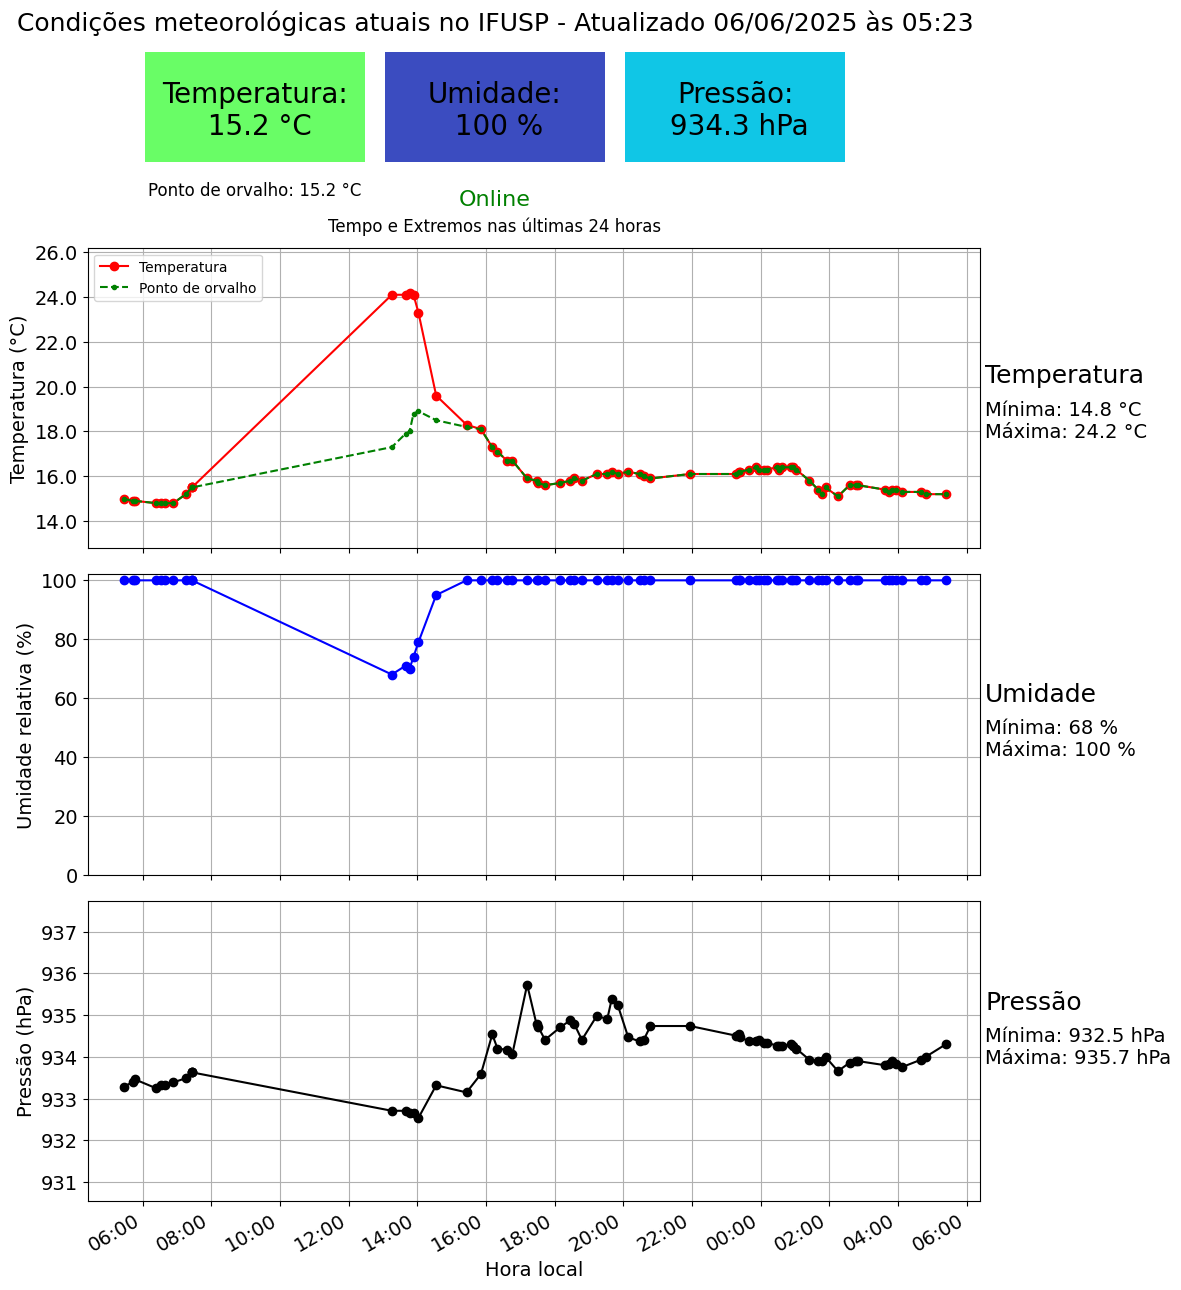 Condições meteorológicas atuais no IFUSP - Atualizado 06/06/2025 às 05:23
Temperatura:
15.2 °C
Umidade:
100 %
Pressão:
934.3 hPa
Ponto de orvalho: 15.2 °C
Online
Tempo e Extremos nas últimas 24 horas
Temperatura (°C)
26.0
24.0
22.0
20.0
18.0
16.0
14.0
Temperatura
Ponto de orvalho
Temperatura
Mínima: 14.8 °C
Máxima: 24.2 °C
Umidade relativa (%)
100
80
60
40
20
0
Umidade
Mínima: 68 %
Máxima: 100 %
Pressão (hPa)
937
936
935
934
933
932
931
Pressão
Mínima: 932.5 hPa
Máxima: 935.7 hPa
06:00 08:00 10:00 12:00 14:00 16:00 18:00 20:00 22:00 00:00 02:00 04:00 06:00
Hora local